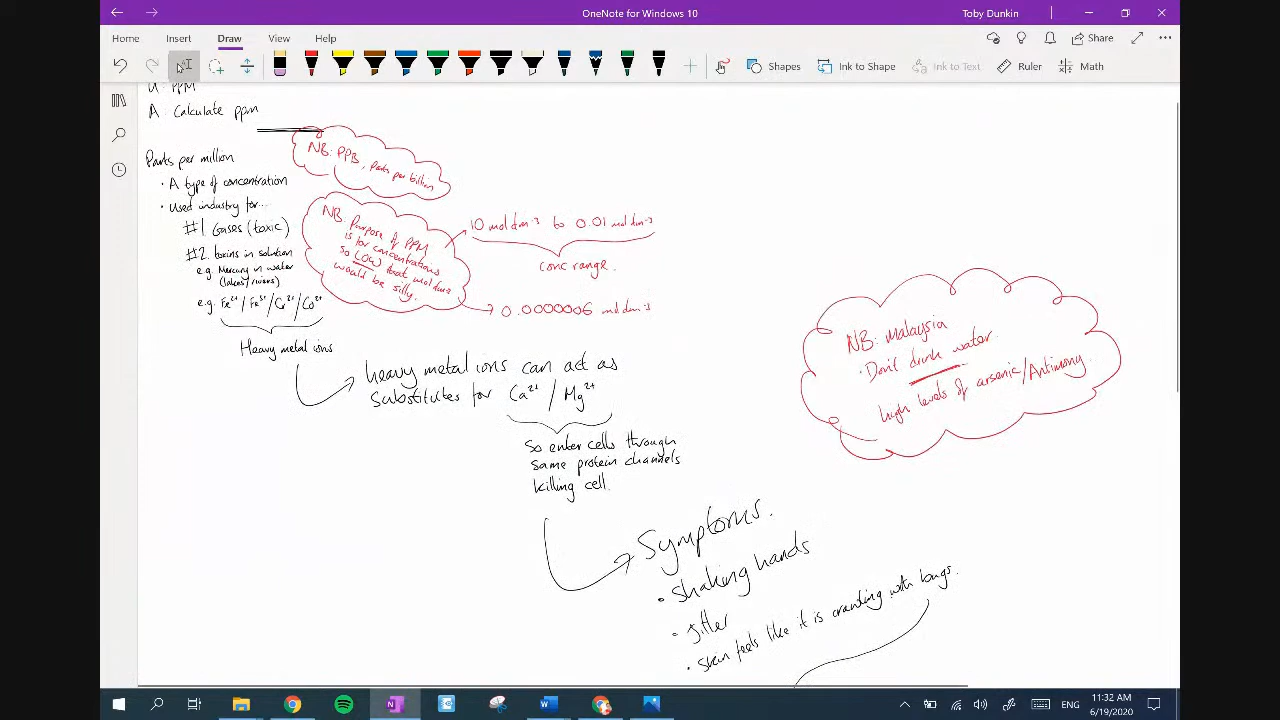 OneNote for Windows 10
Toby Dunkin
Home
Insert
Draw
View
Help
Share
Shapes
Ink to Shape
Ink to Text
Ruler
Math
U: PPM
A: Calculate ppm
Parts per million
• A type of concentration
• Used industry for...
#1 Gases (toxic)
#2. toxins in solution
e.g. Mercury in water
(lakes/rivers)
e.g. Fe²⁺/Fe³⁺/Cu²⁺/Co²⁺
Heavy metal ions
NB: PPB, parts per billion
NB: Purpose of PPM
is for concentrations
so LOW that mol dm⁻³
would be silly.
10 mol dm⁻³ to 0.01 mol dm⁻³
conc range.
0.0000006 mol dm⁻³
heavy metal ions can act as
Substitutes for Ca²⁺ / Mg²⁺
So enter cells through
same protein channels
killing cell.
NB: Malaysia
• Don't drink water.
high levels of arsenic/Antimony.
Symptoms.
• Shaking hands
• Jitter
• Skin feels like it is crawling with bugs.
ENG
11:32 AM
6/19/2020